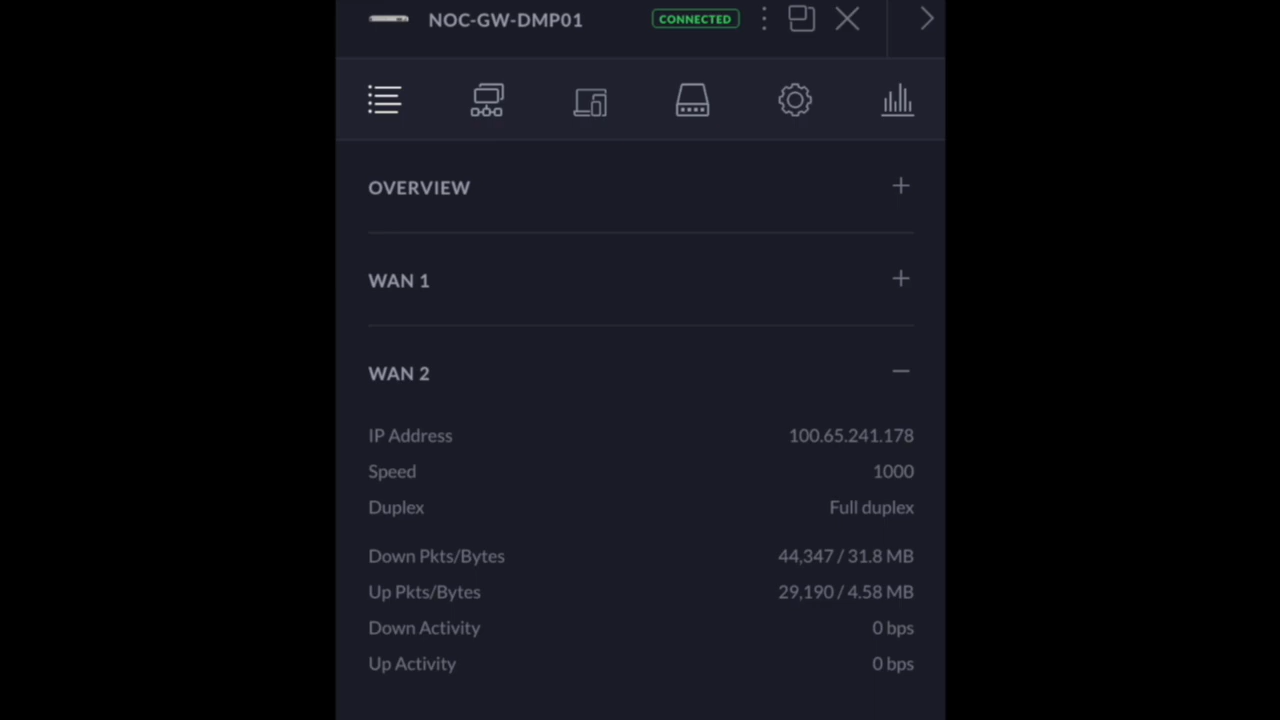 NOC-GW-DMP01 CONNECTED
OVERVIEW
WAN 1
WAN 2
IP Address 100.65.241.178
Speed 1000
Duplex Full duplex
Down Pkts/Bytes 44,347 / 31.8 MB
Up Pkts/Bytes 29,190 / 4.58 MB
Down Activity 0 bps
Up Activity 0 bps